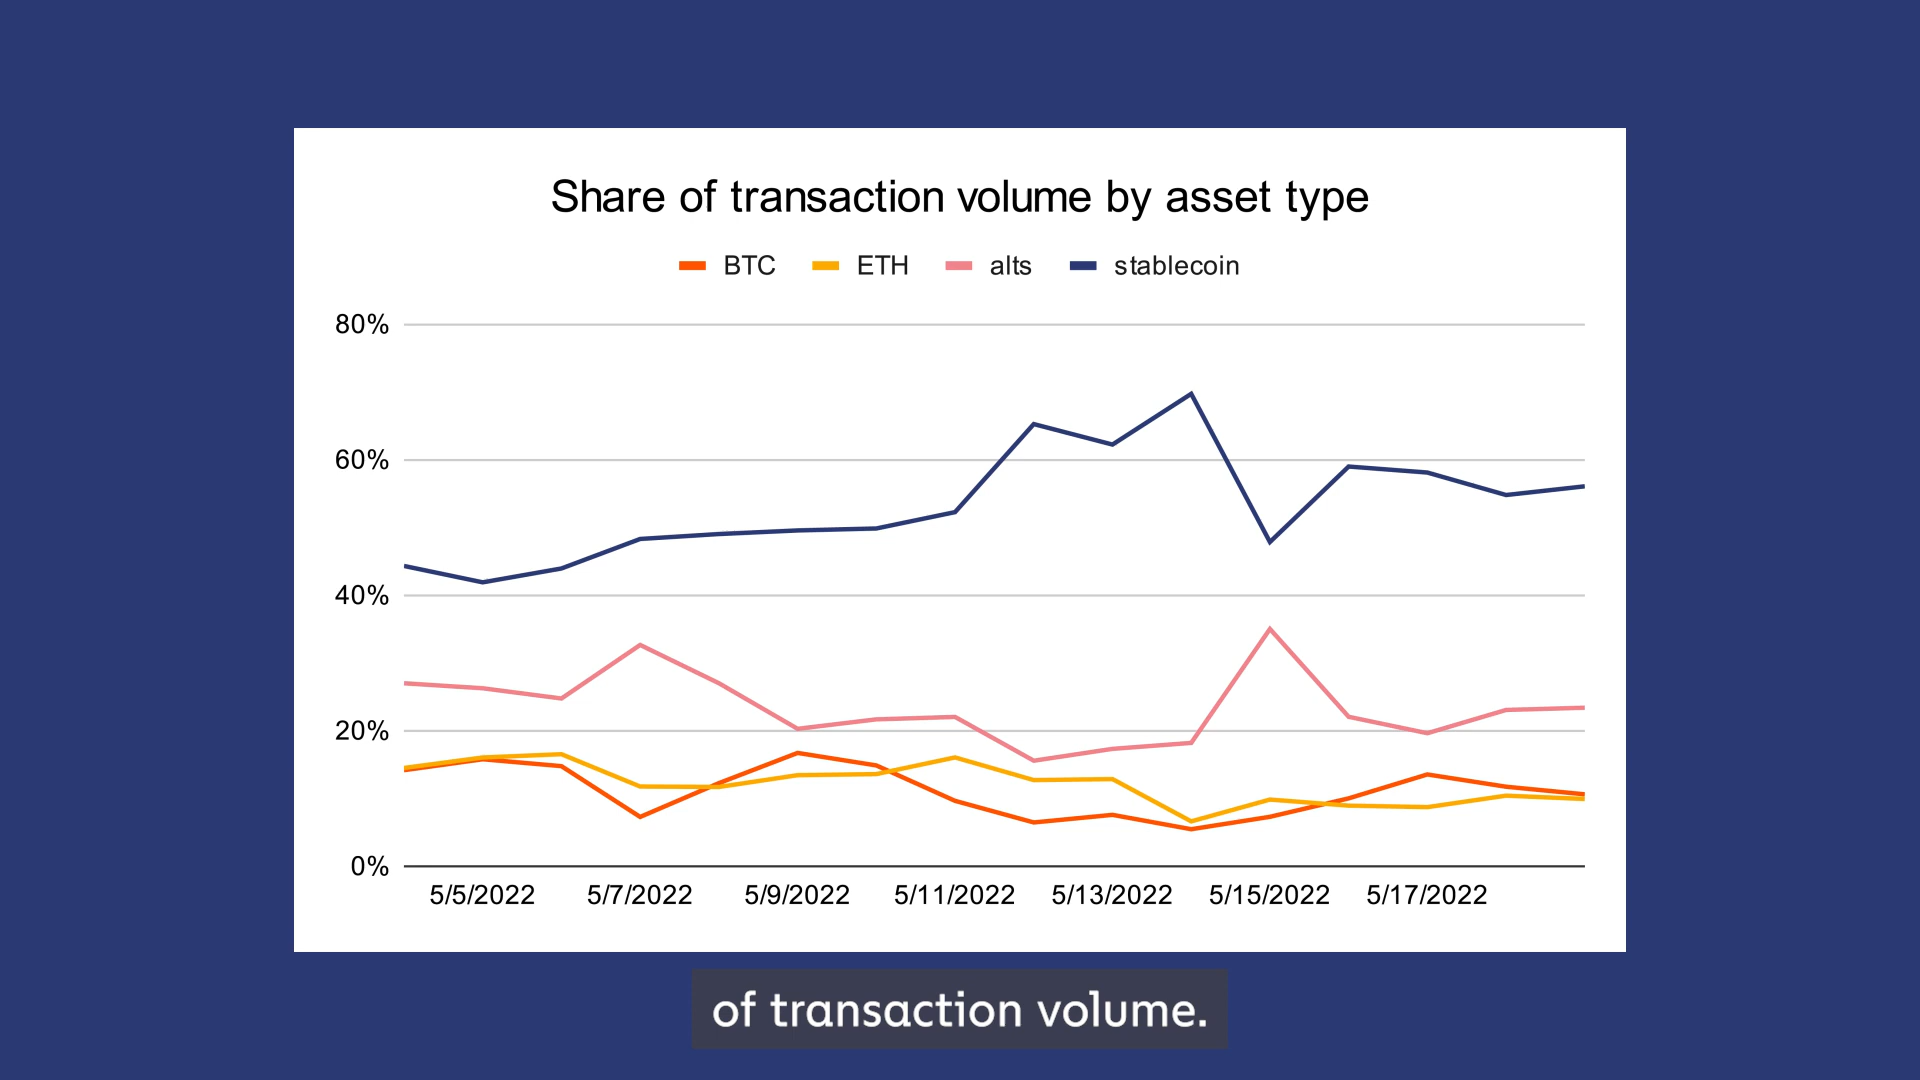 Share of transaction volume by asset type
BTC ETH alts stablecoin
80%
60%
40%
20%
0%
5/5/2022 5/7/2022 5/9/2022 5/11/2022 5/13/2022 5/15/2022 5/17/2022
of transaction volume.